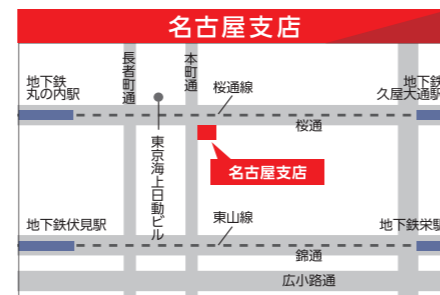 名古屋支店
長者町通
本町通
地下鉄
丸の内駅
桜通線
地下鉄
久屋大通駅
桜通
東京海上日動ビル
名古屋支店
地下鉄伏見駅
東山線
地下鉄栄駅
錦通
広小路通